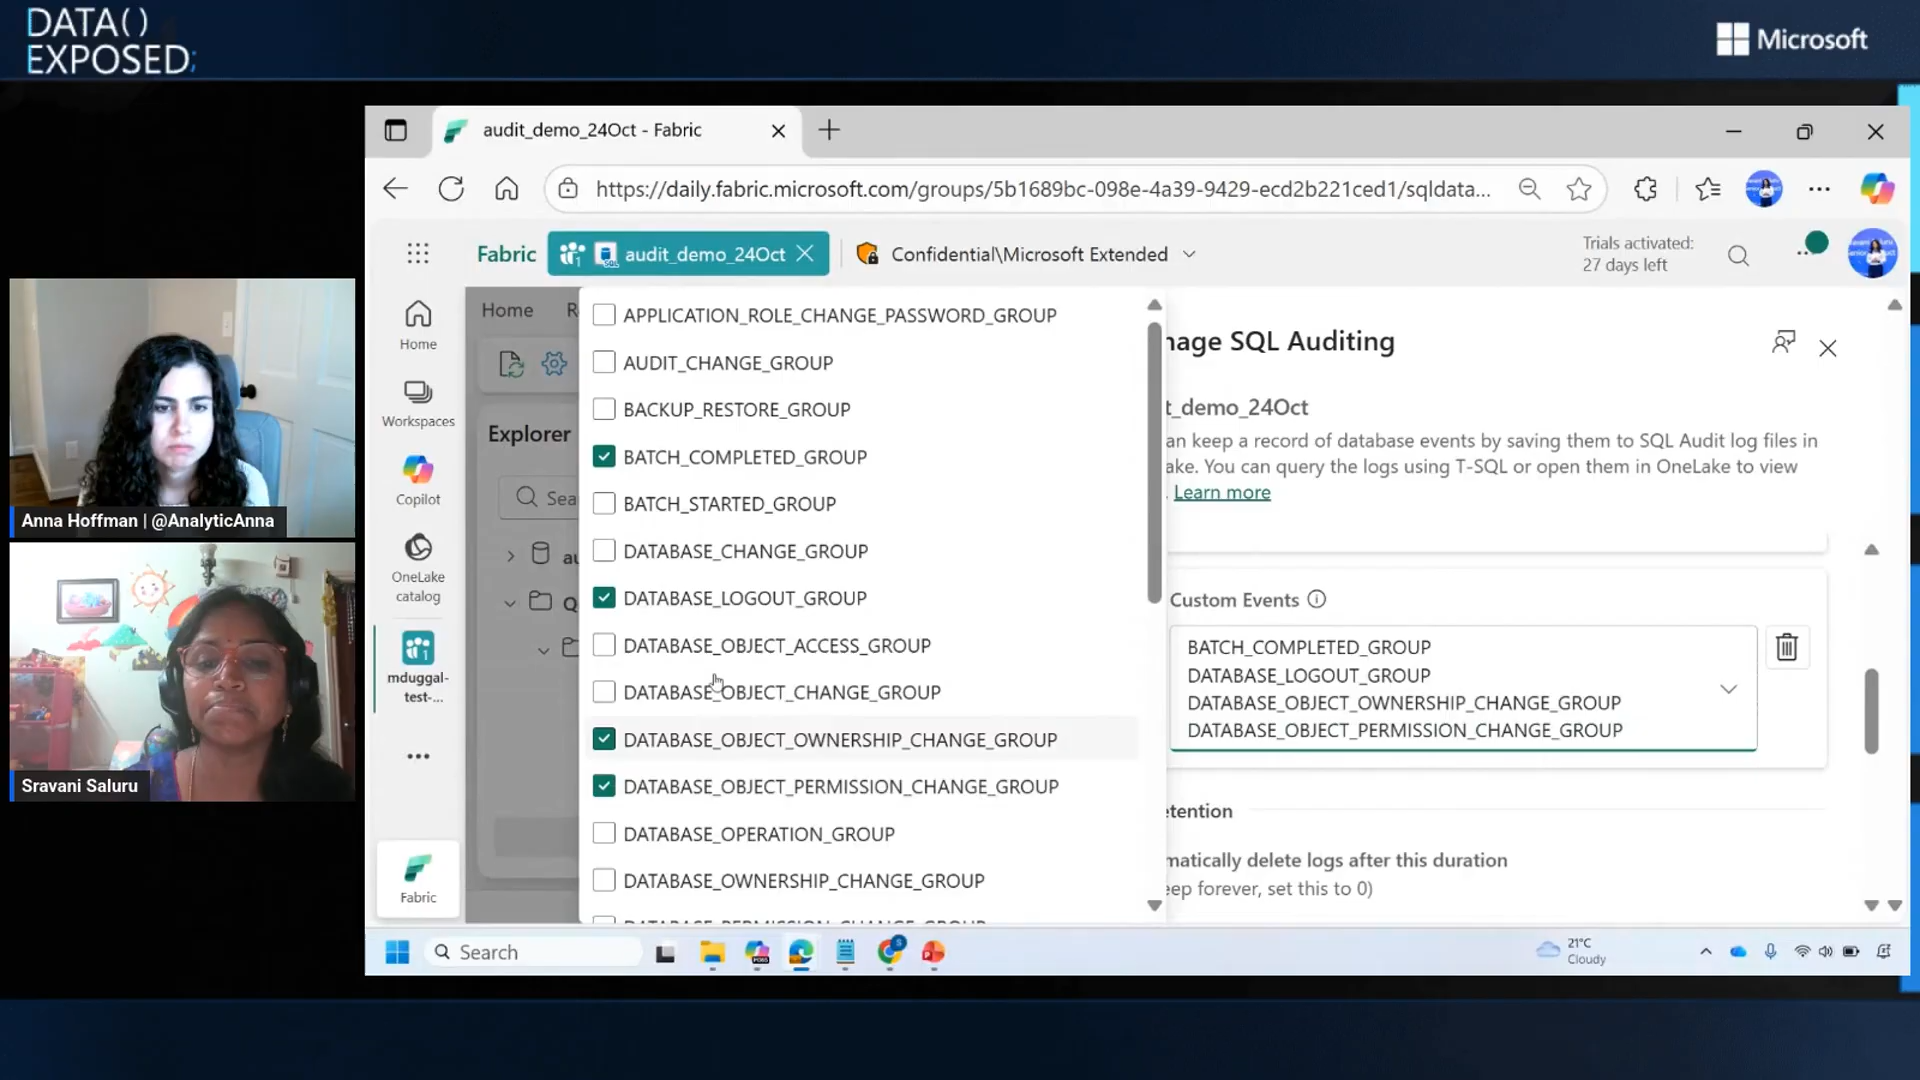 DATA()
EXPOSED;
Microsoft
audit_demo_24Oct - Fabric
https://daily.fabric.microsoft.com/groups/5b1689bc-098e-4a39-9429-ecd2b221ced1/sqldata...
Fabric
audit_demo_24Oct
Confidential\Microsoft Extended
Trials activated:
27 days left
Home
Workspaces
Copilot
OneLake
catalog
mduggal-
test-...
Fabric
Home
R
Explorer
Sea
au
Q
APPLICATION_ROLE_CHANGE_PASSWORD_GROUP
AUDIT_CHANGE_GROUP
BACKUP_RESTORE_GROUP
BATCH_COMPLETED_GROUP
BATCH_STARTED_GROUP
DATABASE_CHANGE_GROUP
DATABASE_LOGOUT_GROUP
DATABASE_OBJECT_ACCESS_GROUP
DATABASE_OBJECT_CHANGE_GROUP
DATABASE_OBJECT_OWNERSHIP_CHANGE_GROUP
DATABASE_OBJECT_PERMISSION_CHANGE_GROUP
DATABASE_OPERATION_GROUP
DATABASE_OWNERSHIP_CHANGE_GROUP
DATABASE_PERMISSION_CHANGE_GROUP
nage SQL Auditing
t_demo_24Oct
an keep a record of database events by saving them to SQL Audit log files in
ake. You can query the logs using T-SQL or open them in OneLake to view
. Learn more
Custom Events
BATCH_COMPLETED_GROUP
DATABASE_LOGOUT_GROUP
DATABASE_OBJECT_OWNERSHIP_CHANGE_GROUP
DATABASE_OBJECT_PERMISSION_CHANGE_GROUP
etention
matically delete logs after this duration
eep forever, set this to 0)
Anna Hoffman | @AnalyticAnna
Sravani Saluru
Search
21°C
Cloudy